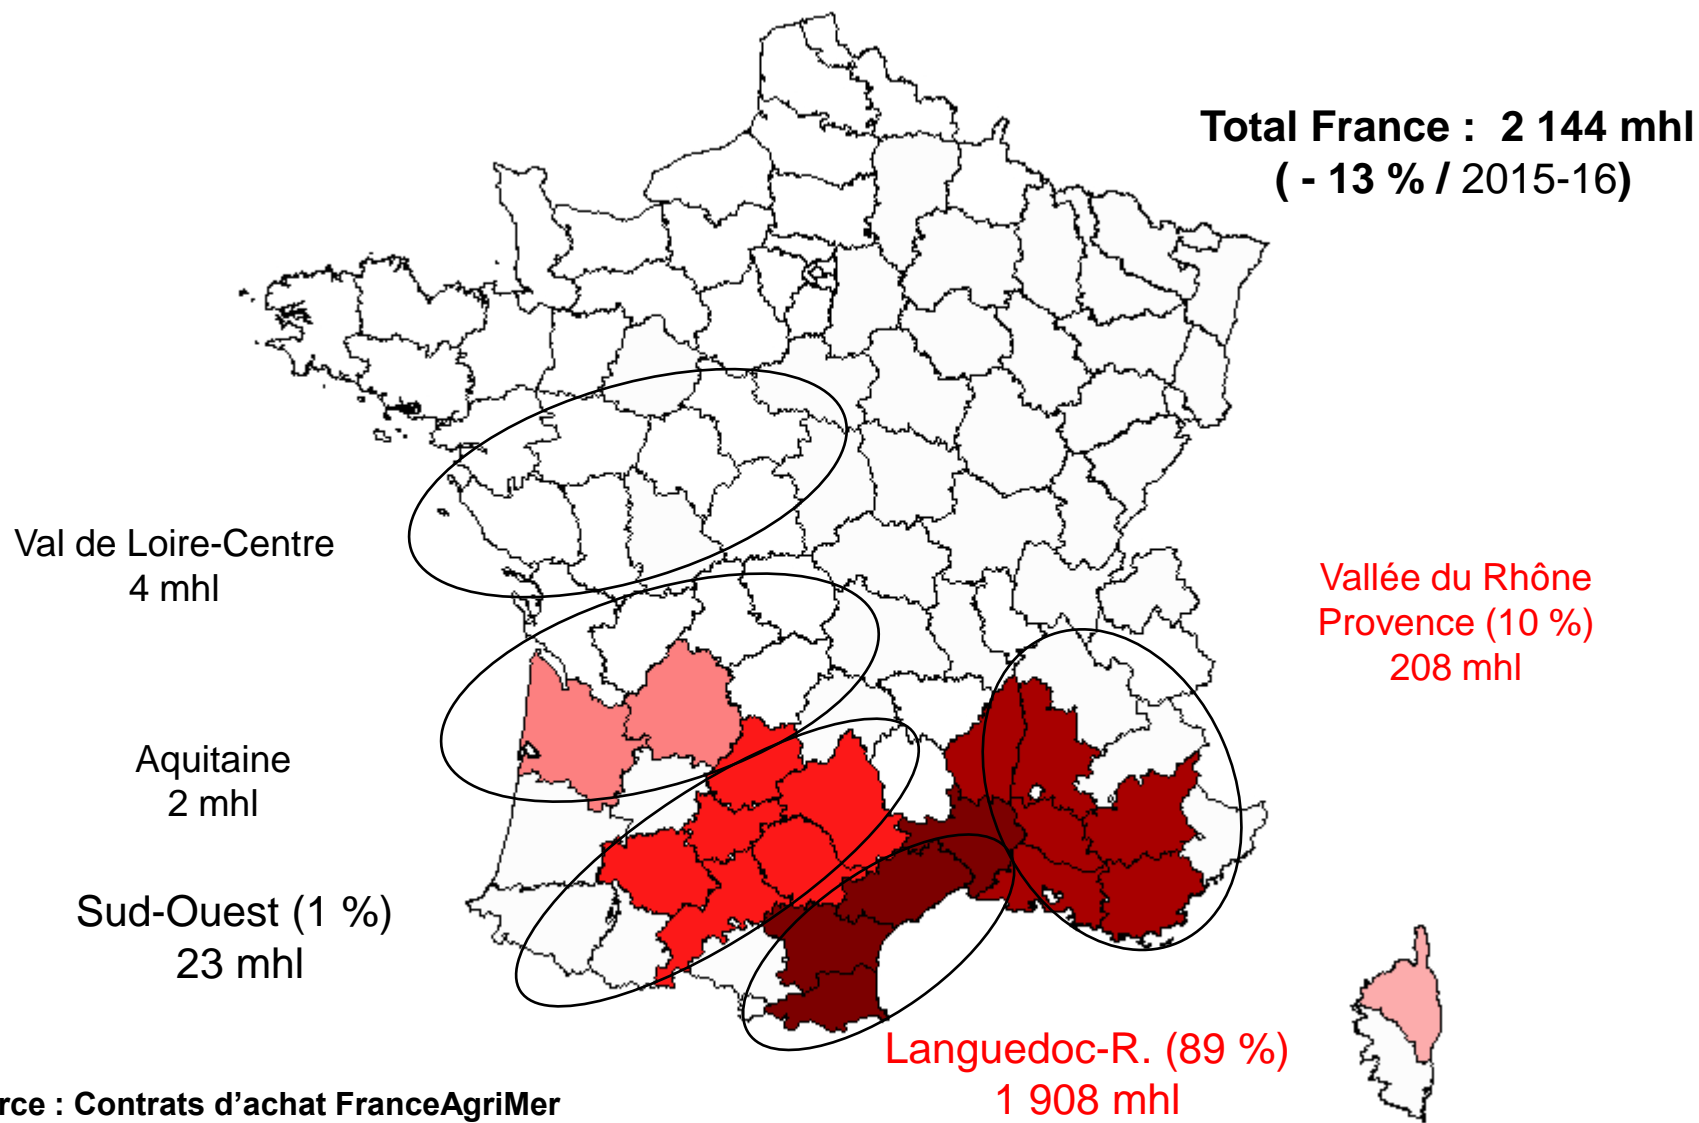 Total France : 2 144 mhl
( - 13 % / 2015-16)
Val de Loire-Centre
4 mhl
Vallée du Rhône
Provence (10 %)
208 mhl
Aquitaine
2 mhl
Sud-Ouest (1 %)
23 mhl
Languedoc-R. (89 %)
1 908 mhl
rce : Contrats d’achat FranceAgriMer